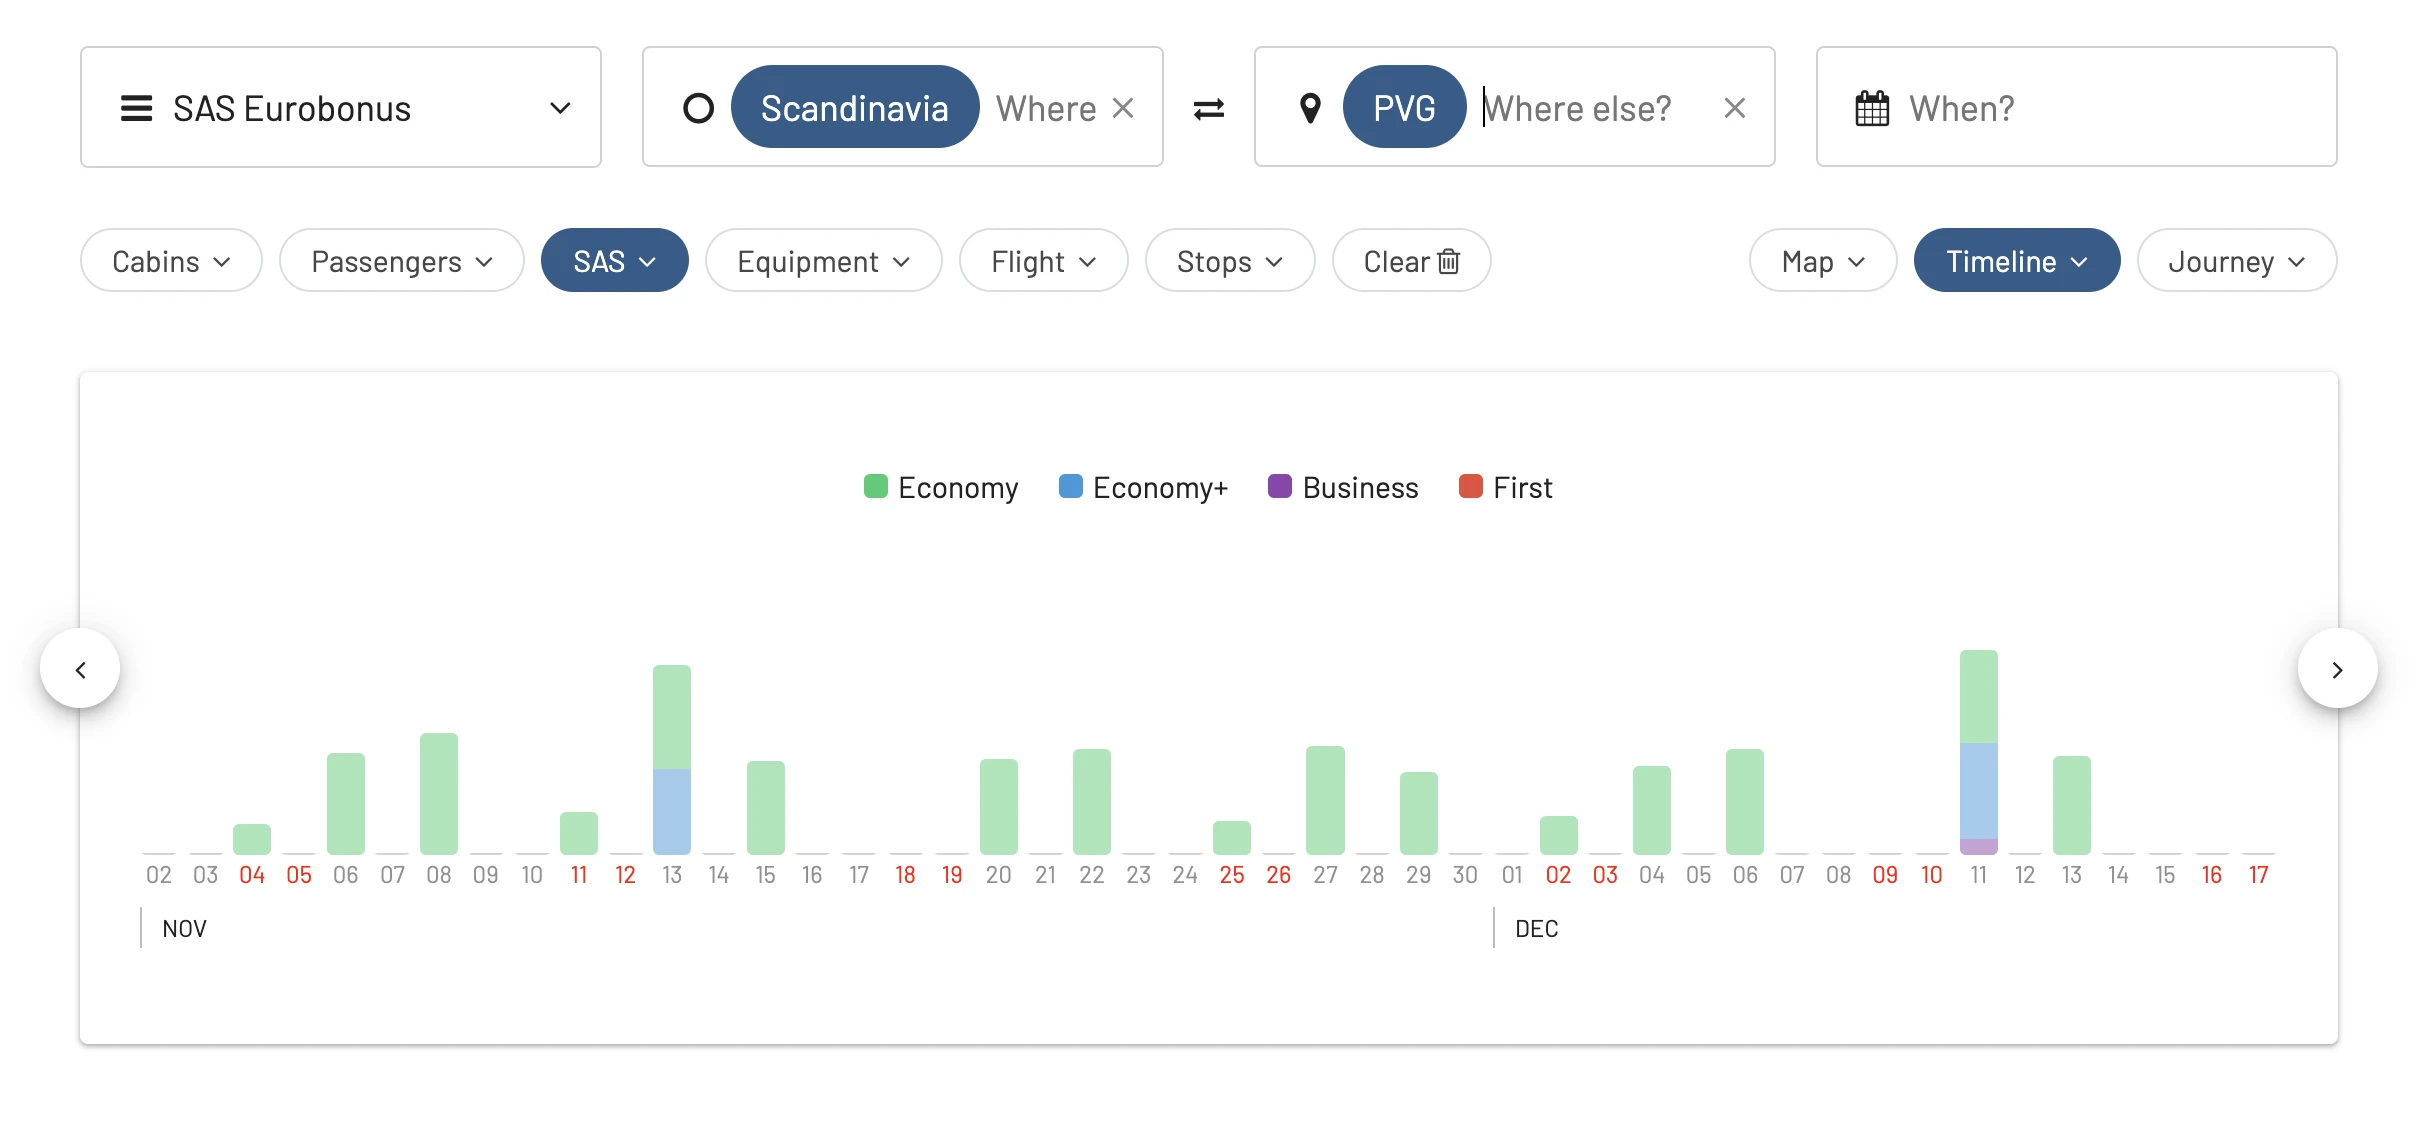 SAS Eurobonus Scandinavia Where PVG Where else? When?
Cabins Passengers SAS Equipment Flight Stops Clear Map Timeline Journey
Economy Economy+ Business First
02 03 04 05 06 07 08 09 10 11 12 13 14 15 16 17 18 19 20 21 22 23 24 25 26 27 28 29 30 01 02 03 04 05 06 07 08 09 10 11 12 13 14 15 16 17
NOV DEC